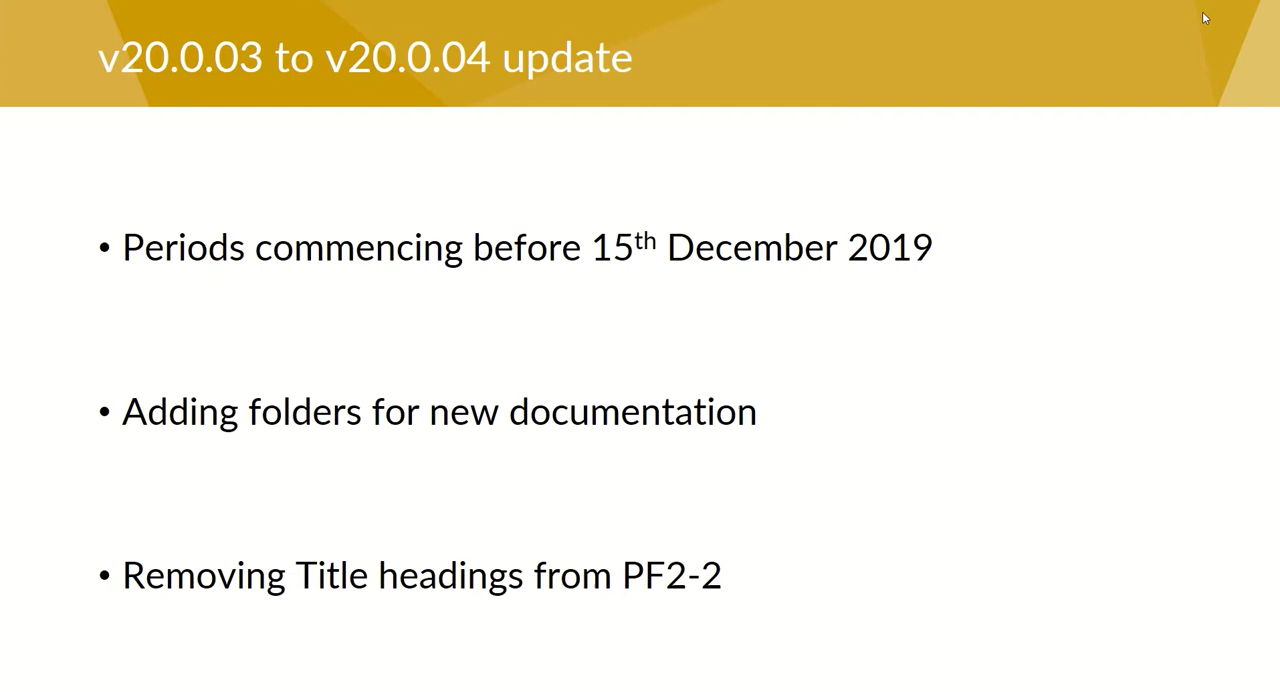 v20.0.03 to v20.0.04 update
• Periods commencing before 15th December 2019
• Adding folders for new documentation
• Removing Title headings from PF2-2